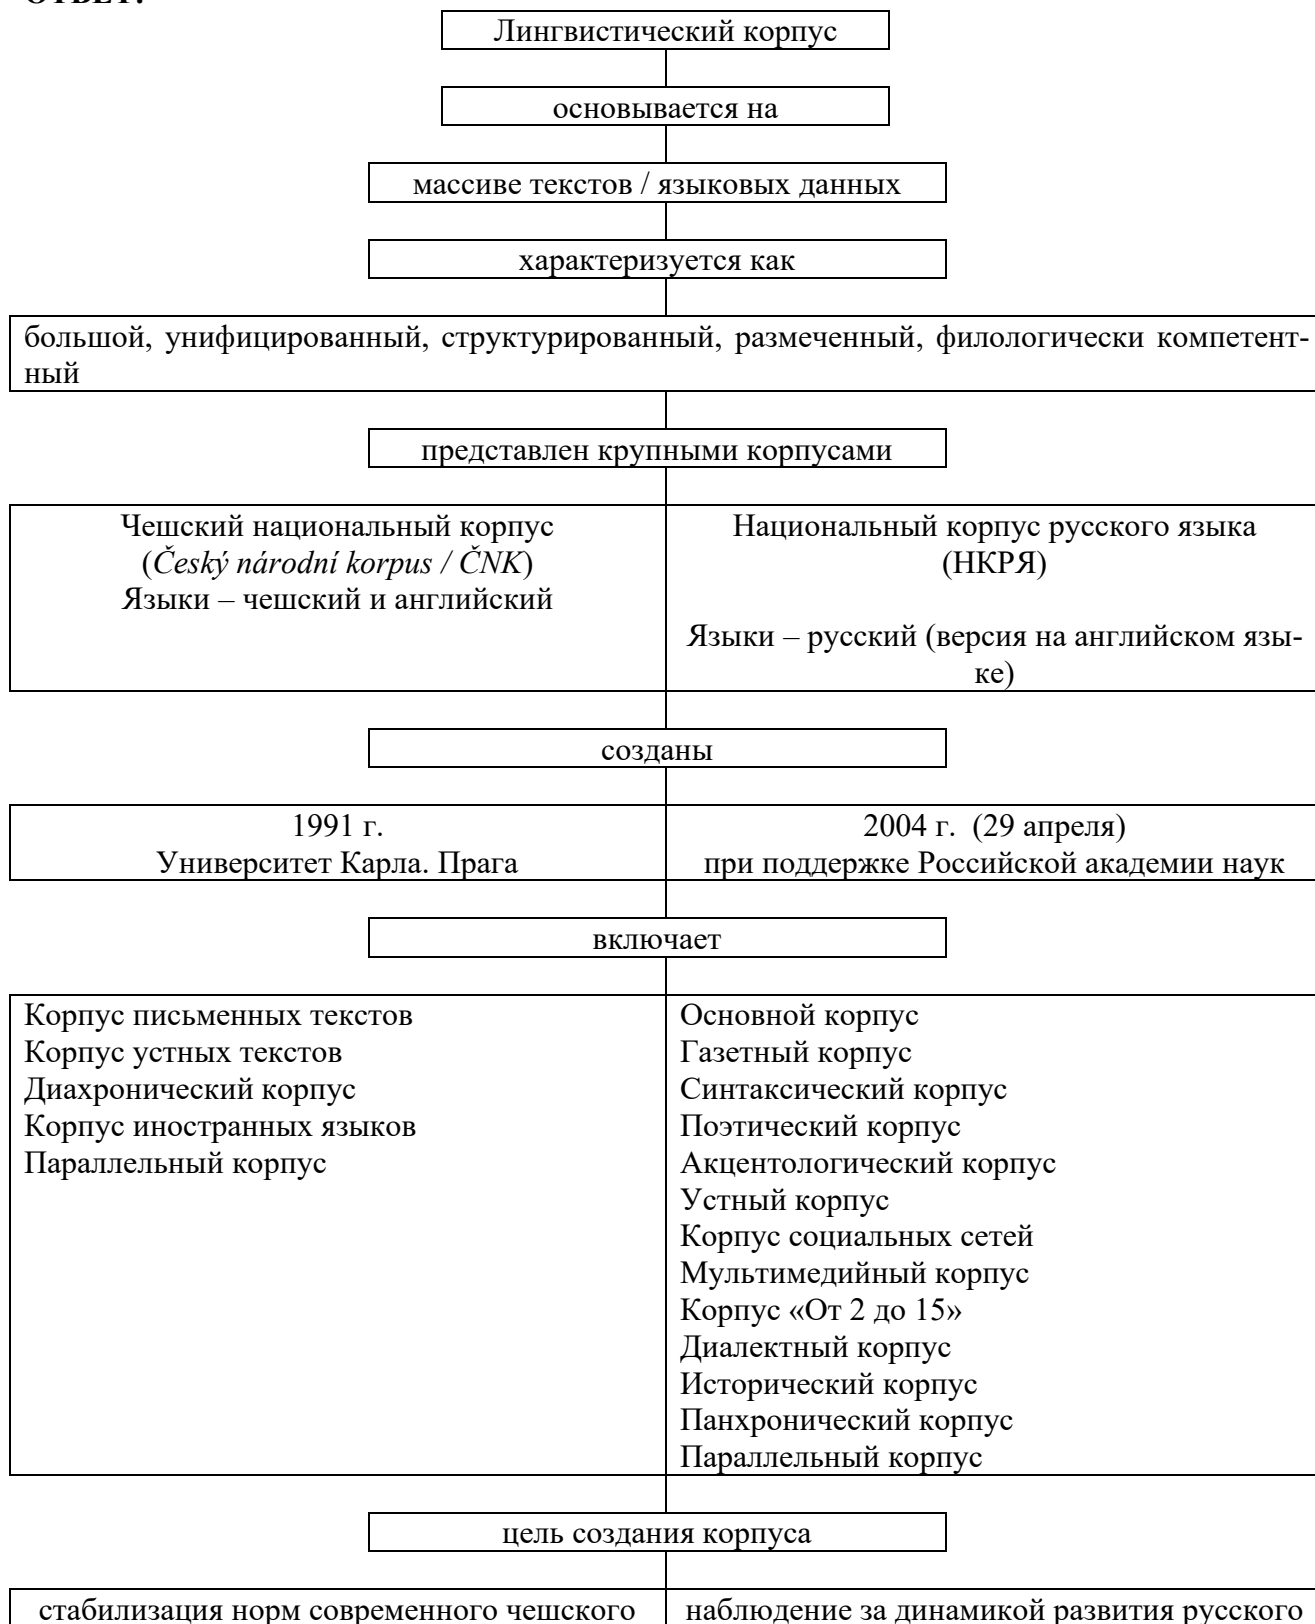 ОТВЕТ:
Лингвистический корпус
основывается на
массиве текстов / языковых данных
характеризуется как
большой, унифицированный, структурированный, размеченный, филологически компетент-
ный
представлен крупными корпусами
Чешский национальный корпус
(Český národní korpus / ČNK)
Языки – чешский и английский
Национальный корпус русского языка
(НКРЯ)
Языки – русский (версия на английском язы-
ке)
созданы
1991 г.
Университет Карла. Прага
2004 г. (29 апреля)
при поддержке Российской академии наук
включает
Корпус письменных текстов
Корпус устных текстов
Диахронический корпус
Корпус иностранных языков
Параллельный корпус
Основной корпус
Газетный корпус
Синтаксический корпус
Поэтический корпус
Акцентологический корпус
Устный корпус
Корпус социальных сетей
Мультимедийный корпус
Корпус «От 2 до 15»
Диалектный корпус
Исторический корпус
Панхронический корпус
Параллельный корпус
цель создания корпуса
стабилизация норм современного чешского
наблюдение за динамикой развития русского